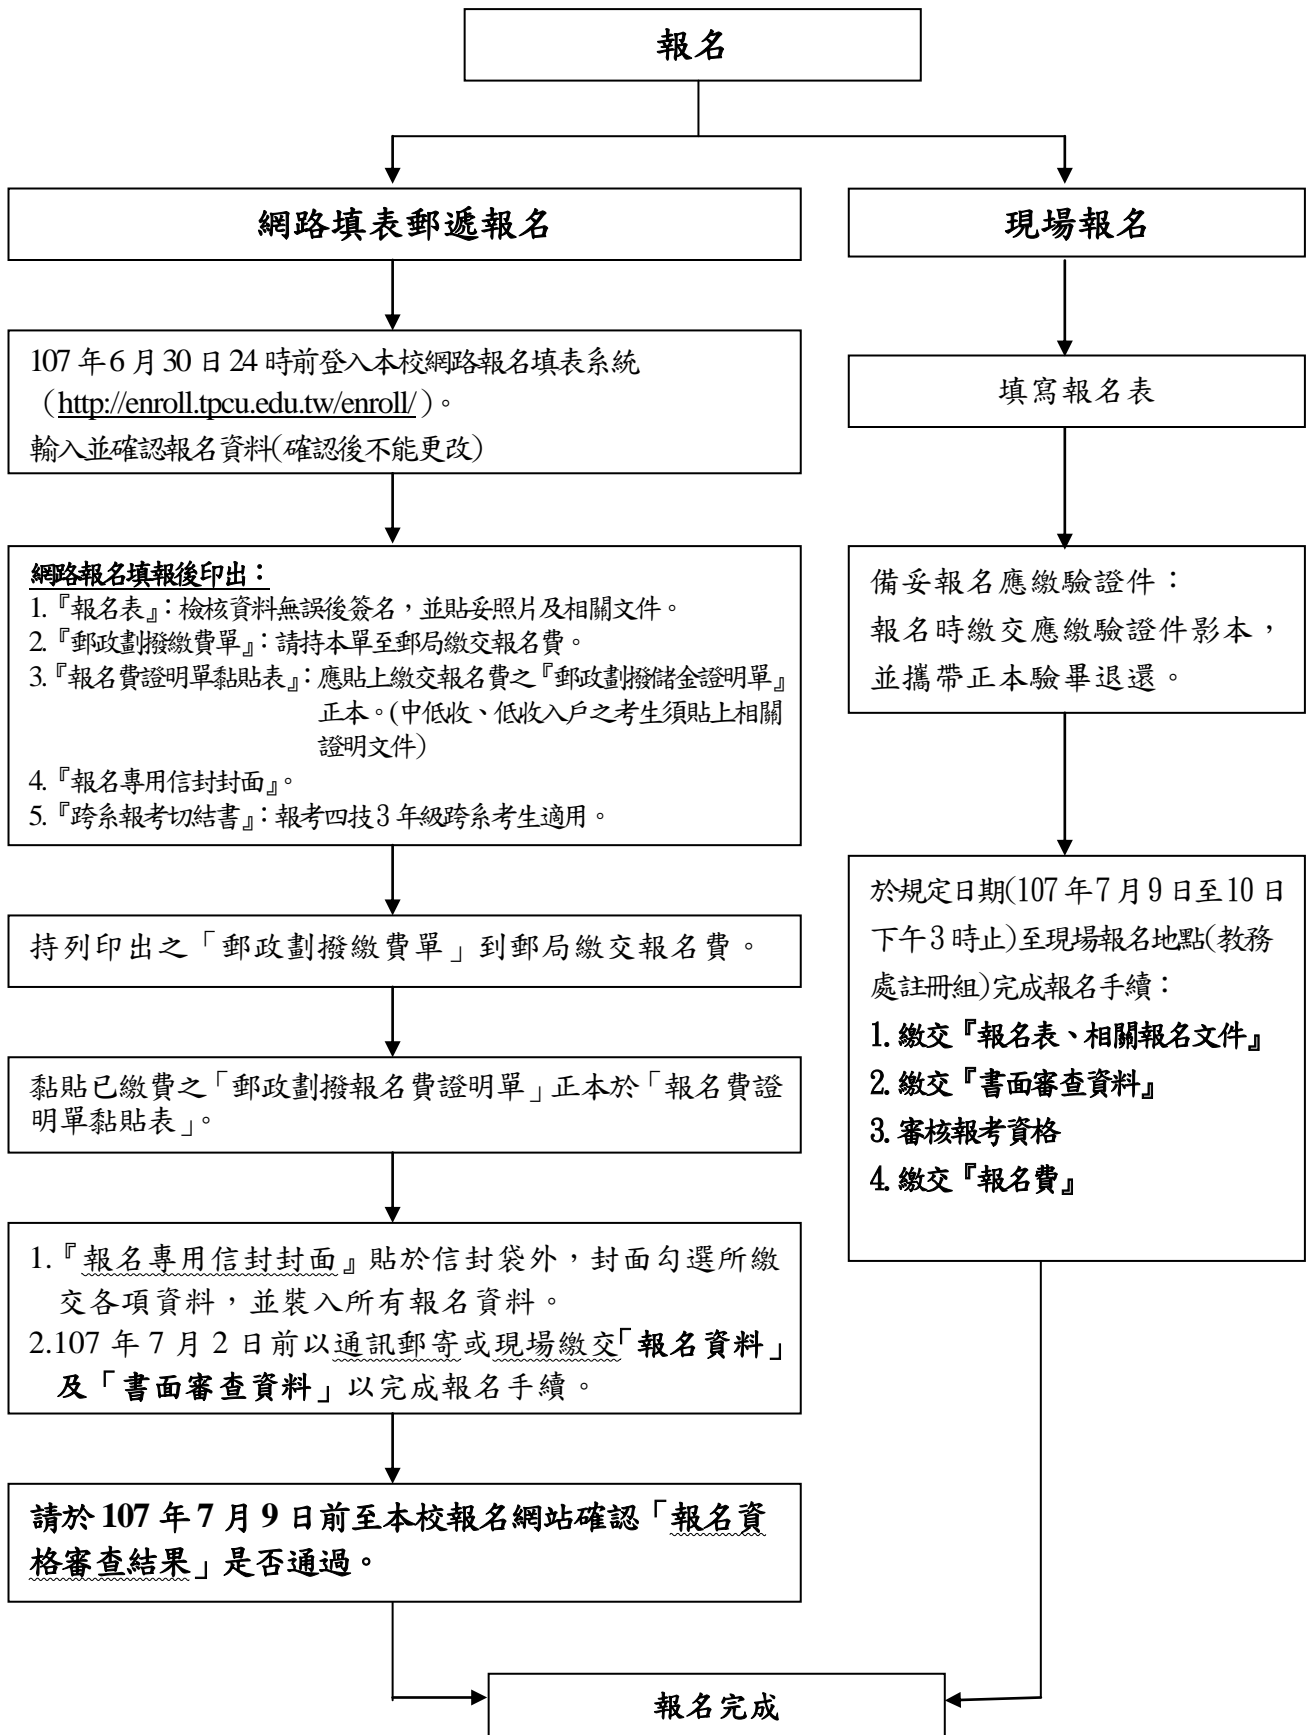 報名
網路填表郵遞報名
107 年 6 月 30 日 24 時前登入本校網路報名填表系統
（http://enroll.tpcu.edu.tw/enroll/）。
輸入並確認報名資料(確認後不能更改)
網路報名填報後印出：
1.『報名表』：檢核資料無誤後簽名，並貼妥照片及相關文件。
2.『郵政劃撥繳費單』：請持本單至郵局繳交報名費。
3.『報名費證明單黏貼表』：應貼上繳交報名費之『郵政劃撥儲金證明單』
正本。(中低收、低收入戶之考生須貼上相關
證明文件)
4.『報名專用信封封面』。
5.『跨系報考切結書』：報考四技 3 年級跨系考生適用。
持列印出之「郵政劃撥繳費單」到郵局繳交報名費。
黏貼已繳費之「郵政劃撥報名費證明單」正本於「報名費證
明單黏貼表」。
1.『報名專用信封封面』貼於信封袋外，封面勾選所繳
交各項資料，並裝入所有報名資料。
2.107 年 7 月 2 日前以通訊郵寄或現場繳交「報名資料」
及「書面審查資料」以完成報名手續。
請於 107 年 7 月 9 日前至本校報名網站確認「報名資
格審查結果」是否通過。
現場報名
填寫報名表
備妥報名應繳驗證件：
報名時繳交應繳驗證件影本，
並攜帶正本驗畢退還。
於規定日期(107 年 7 月 9 日至 10 日
下午 3 時止)至現場報名地點(教務
處註冊組)完成報名手續：
1. 繳交『報名表、相關報名文件』
2. 繳交『書面審查資料』
3. 審核報考資格
4. 繳交『報名費』
報名完成